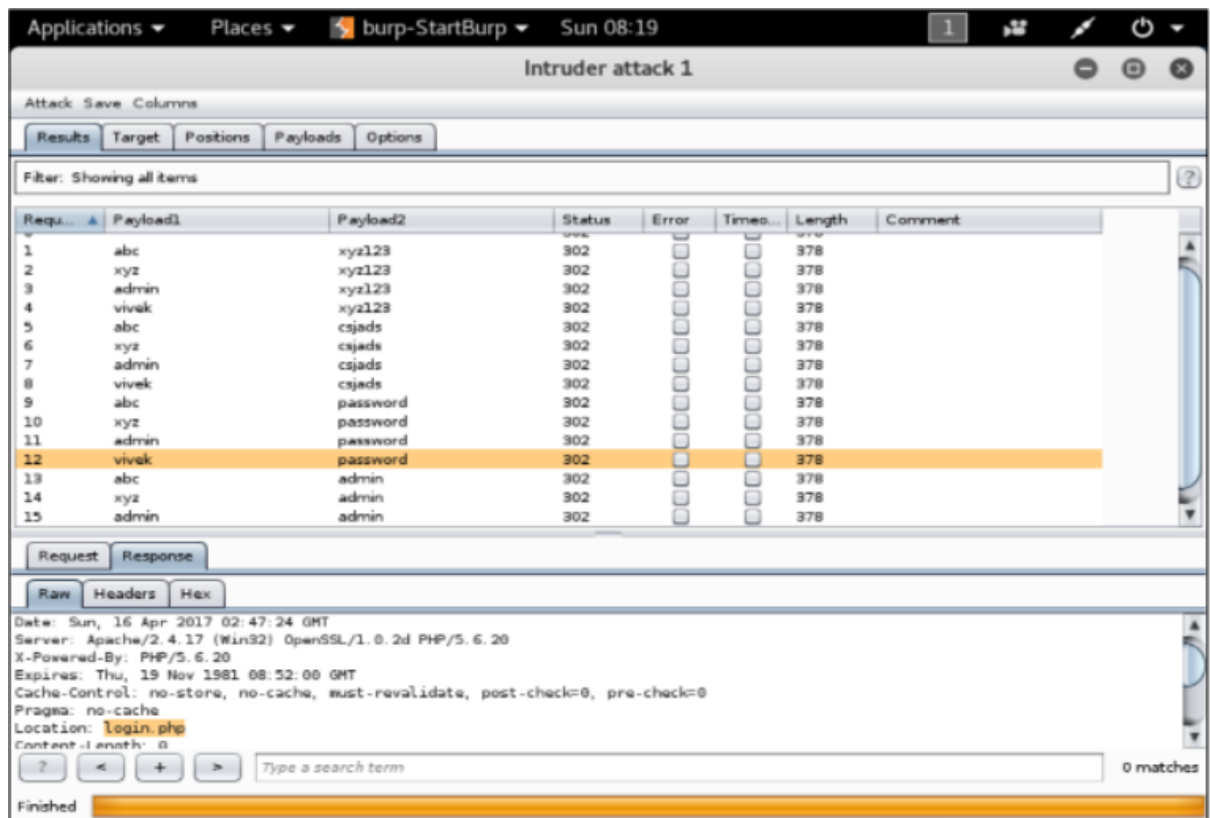 Applications Places burp-StartBurp Sun 08:19 1
Intruder attack 1
Attack Save Columns
Results Target Positions Payloads Options
Filter: Showing all items ?
Requ... Payload1 Payload2 Status Error Timeo... Length Comment
1 abc xyz123 302 378
2 xyz xyz123 302 378
3 admin xyz123 302 378
4 vivek xyz123 302 378
5 abc csjads 302 378
6 xyz csjads 302 378
7 admin csjads 302 378
8 vivek csjads 302 378
9 abc password 302 378
10 xyz password 302 378
11 admin password 302 378
12 vivek password 302 378
13 abc admin 302 378
14 xyz admin 302 378
15 admin admin 302 378
Request Response
Raw Headers Hex
Date: Sun, 16 Apr 2017 02:47:24 GMT
Server: Apache/2.4.17 (Win32) OpenSSL/1.0.2d PHP/5.6.20
X-Powered-By: PHP/5.6.20
Expires: Thu, 19 Nov 1981 08:52:00 GMT
Cache-Control: no-store, no-cache, must-revalidate, post-check=0, pre-check=0
Pragma: no-cache
Location: login.php
Content-Length: 0
? < + > Type a search term 0 matches
Finished